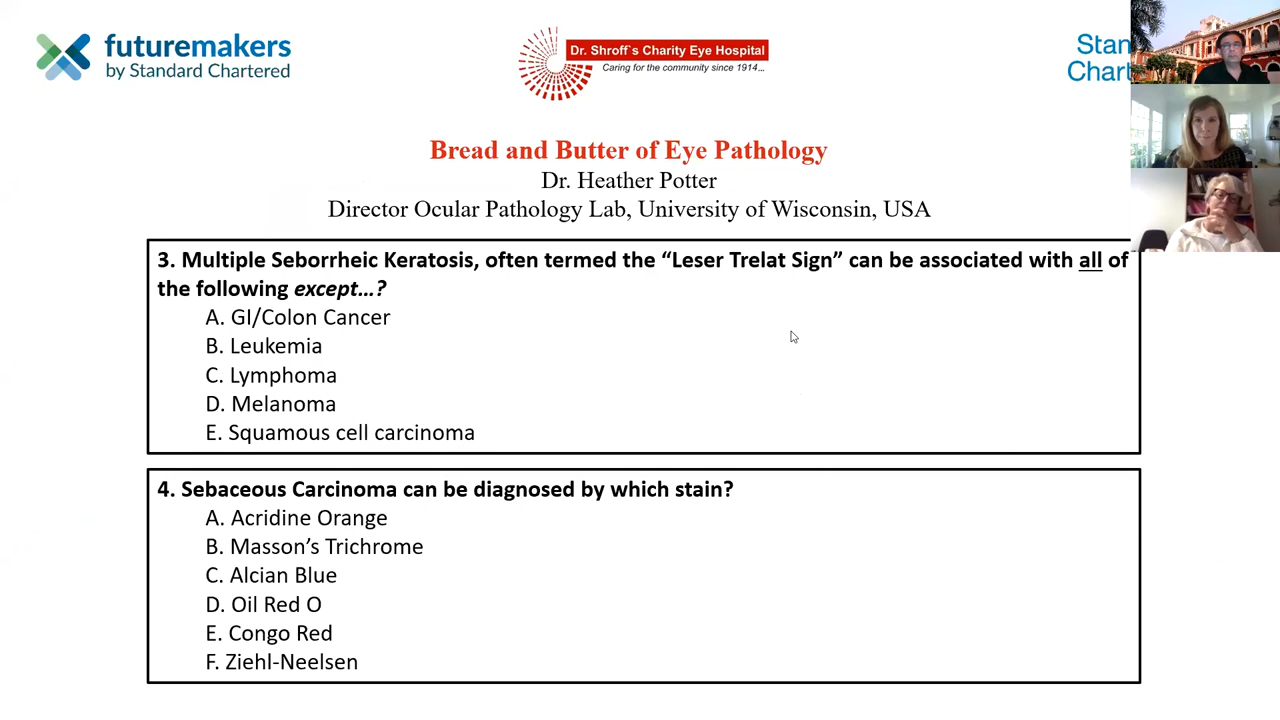 futuremakers
by Standard Chartered
Dr. Shroff's Charity Eye Hospital
Caring for the community since 1914...
Stan
Chart
Bread and Butter of Eye Pathology
Dr. Heather Potter
Director Ocular Pathology Lab, University of Wisconsin, USA
3. Multiple Seborrheic Keratosis, often termed the “Leser Trelat Sign” can be associated with all of
the following except...?
A. GI/Colon Cancer
B. Leukemia
C. Lymphoma
D. Melanoma
E. Squamous cell carcinoma
4. Sebaceous Carcinoma can be diagnosed by which stain?
A. Acridine Orange
B. Masson’s Trichrome
C. Alcian Blue
D. Oil Red O
E. Congo Red
F. Ziehl-Neelsen